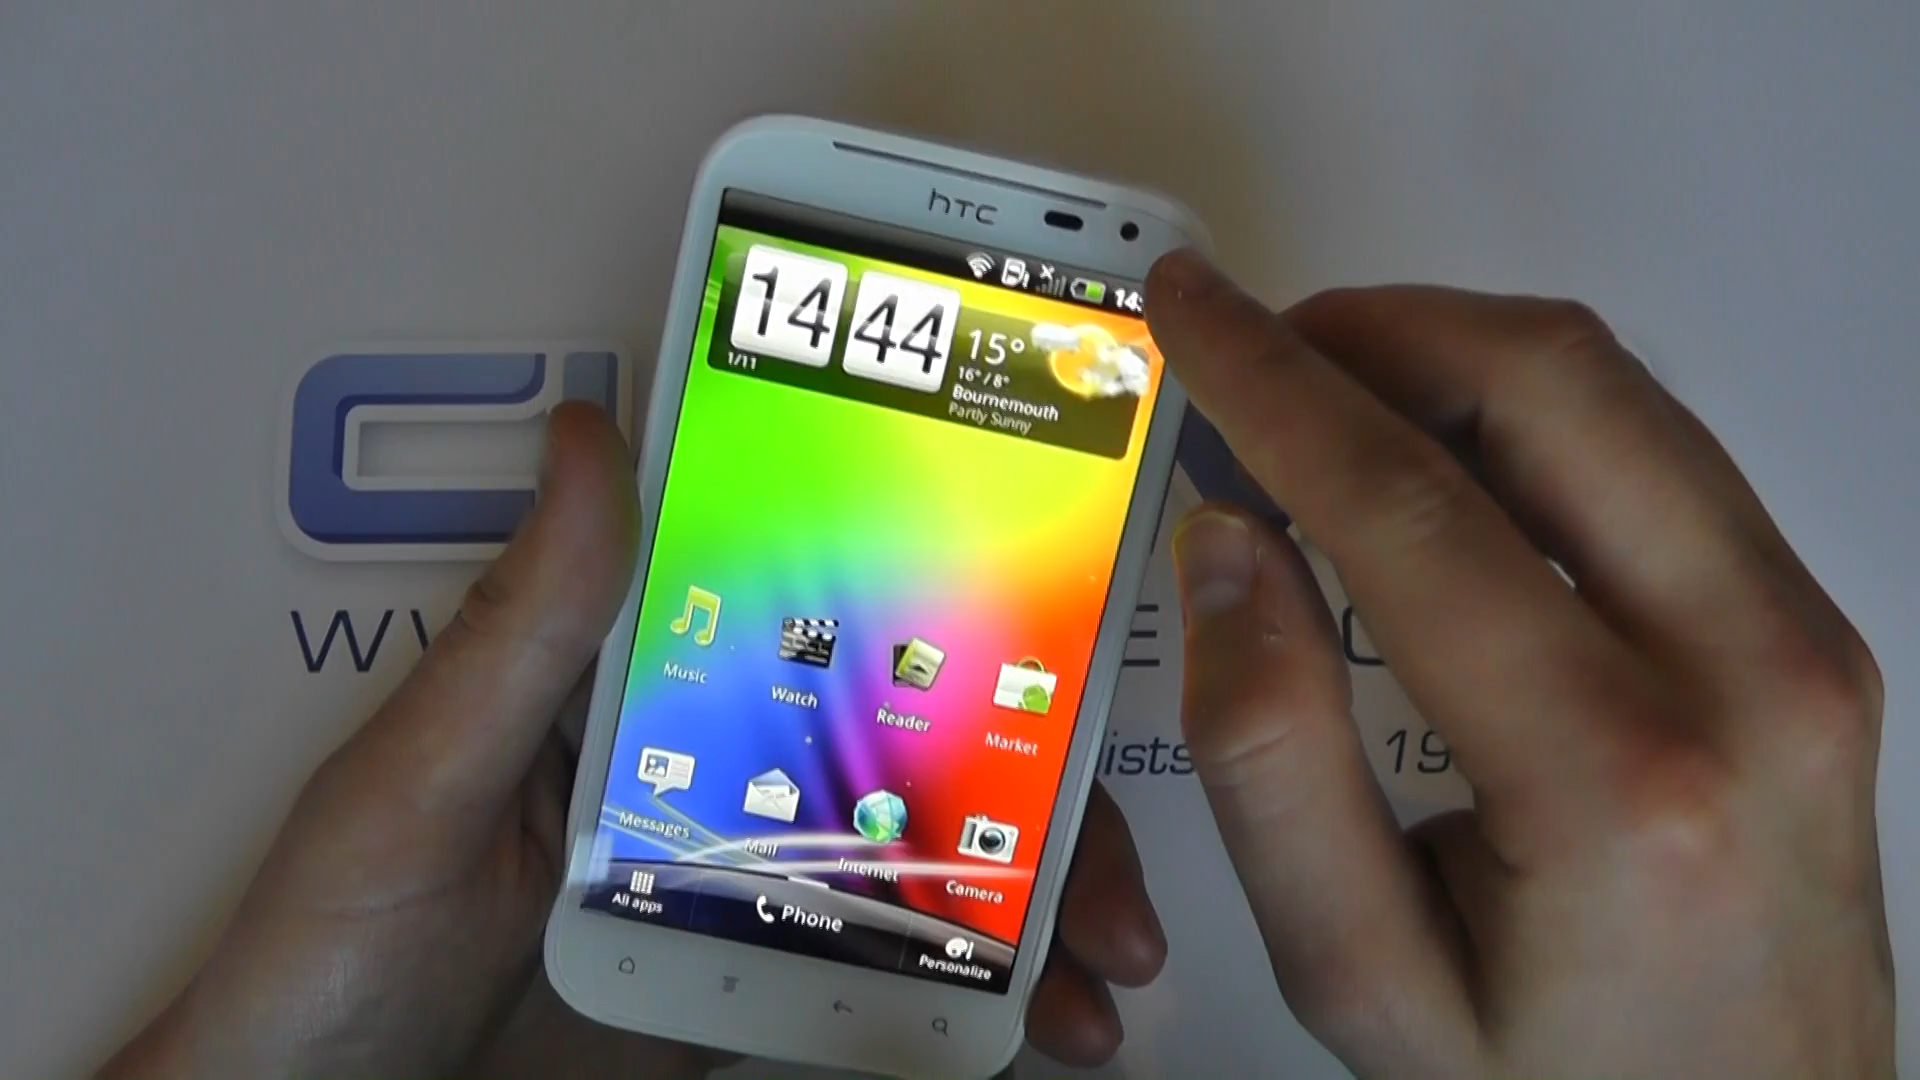 hTC
14:
14 44
15°
1/11
16°/8°
Bournemouth
Partly Sunny
Music
Watch
Reader
Market
Messages
Mail
Internet
Camera
All apps
Phone
Personalize